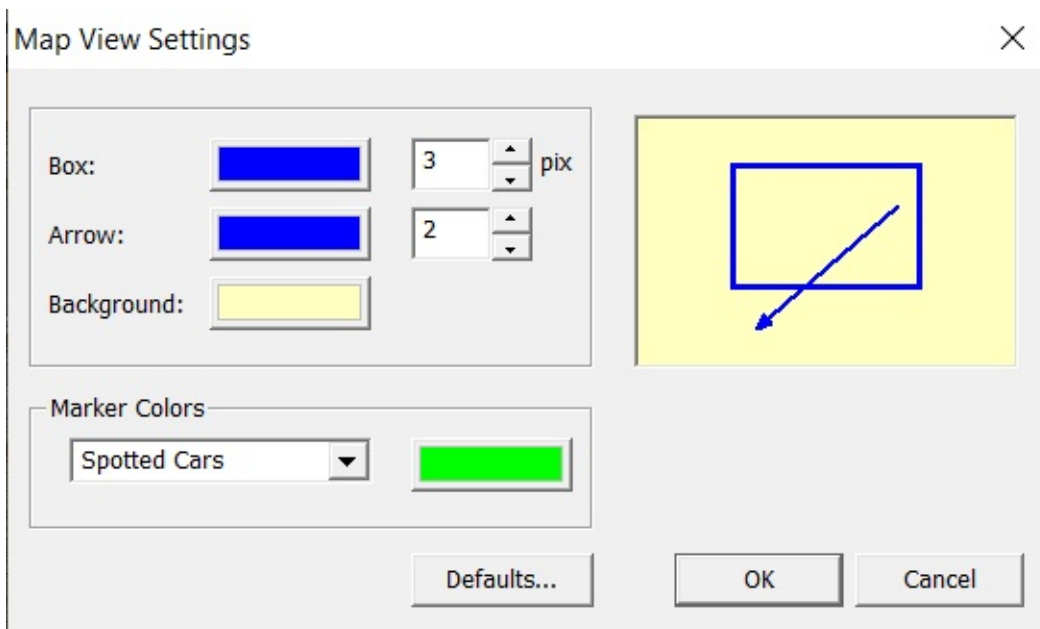 Map View Settings
Box:
3
pix
Arrow:
2
Background:
Marker Colors
Spotted Cars
Defaults...
OK
Cancel